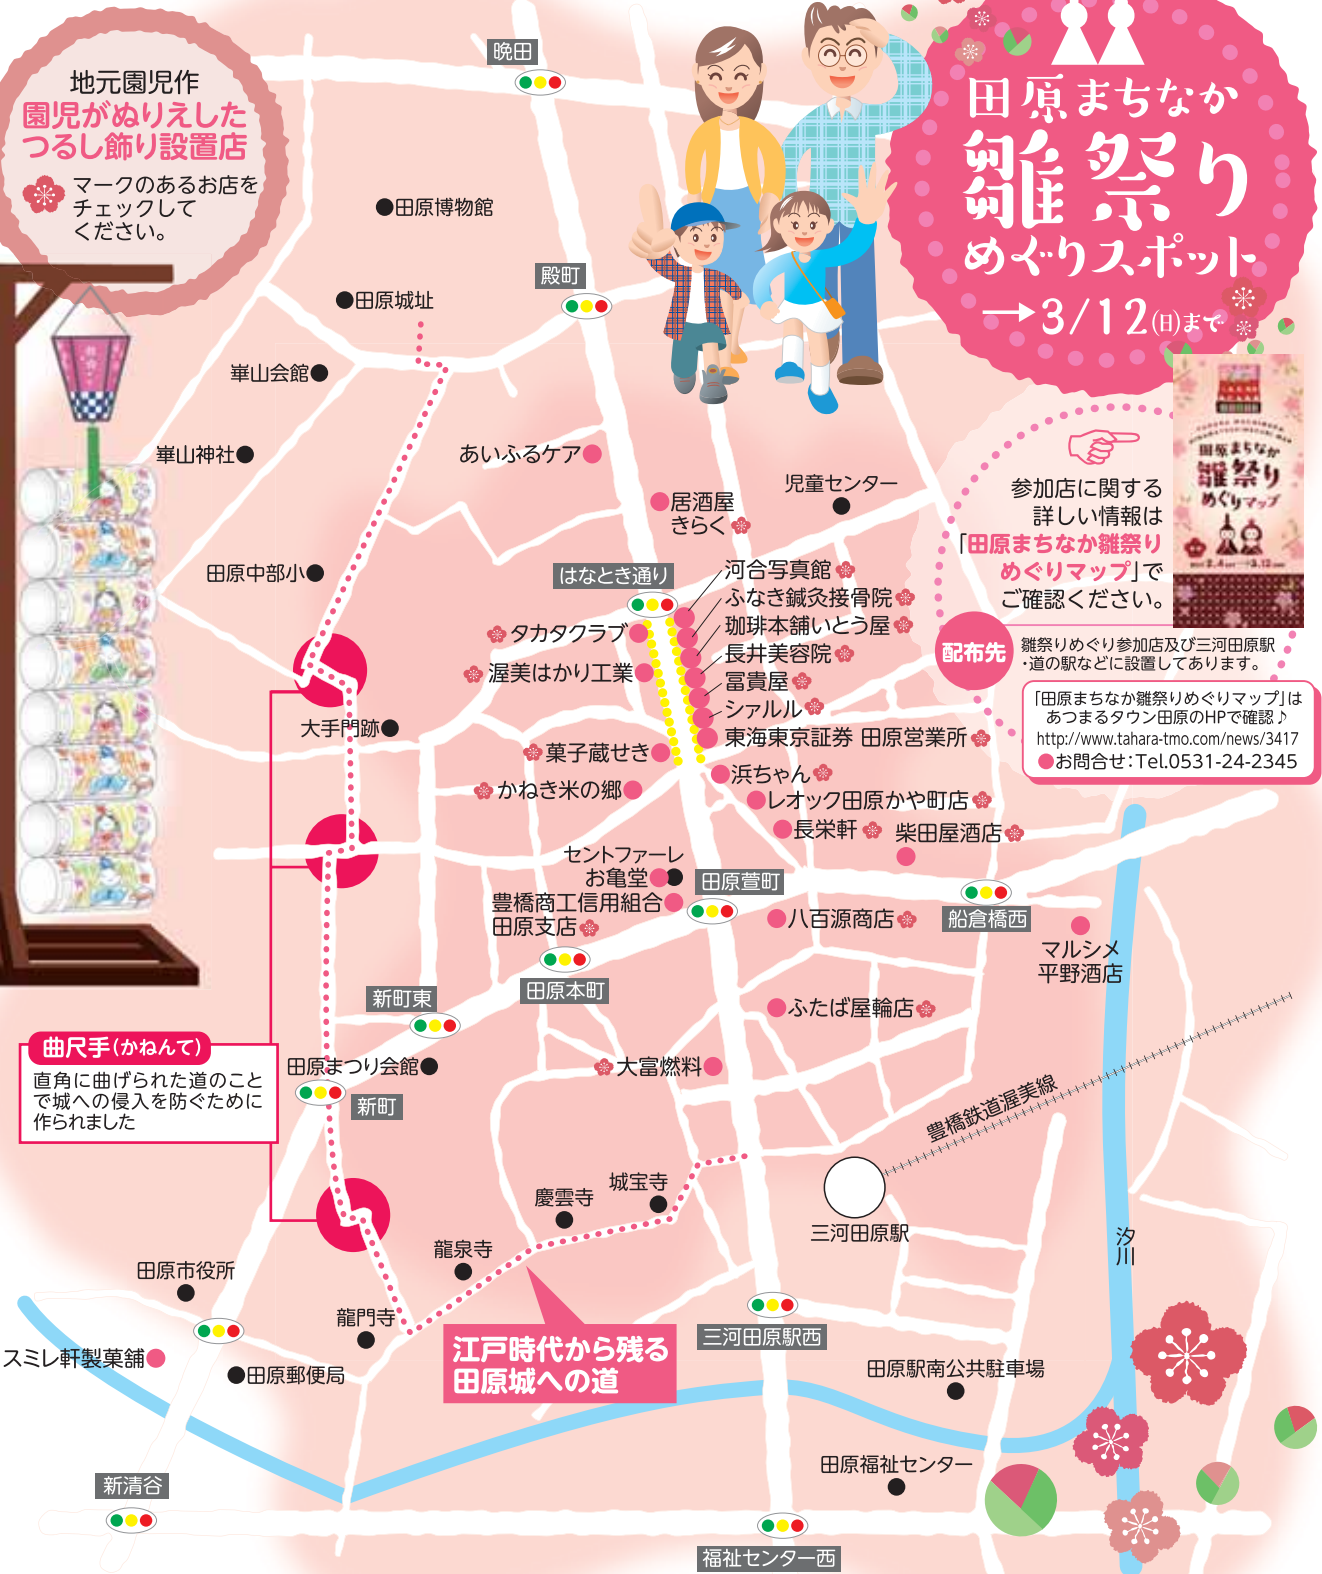 地元園児作
園児がぬりえした
つるし飾り設置店
マークのあるお店を
チェックして
ください。
田原まちなか
雛祭り
めぐりスポット
→3/12(日)まで
晩田
田原博物館
殿町
田原城址
崋山会館
崋山神社
あいふるケア
居酒屋
きらく
児童センター
参加店に関する
詳しい情報は
「田原まちなか雛祭り
めぐりマップ」で
ご確認ください。
田原まちなか
雛祭り
めぐりマップ
配布先
雛祭りめぐり参加店及び三河田原駅
・道の駅などに設置してあります。
「田原まちなか雛祭りめぐりマップ」は
あつまるタウン田原のHPで確認♪
http://www.tahara-tmo.com/news/3417
●お問合せ:Tel.0531-24-2345
田原中部小
はなとき通り
河合写真館
ふなき鍼灸接骨院
珈琲本舗いとう屋
長井美容院
冨貴屋
シァルル
東海東京証券 田原営業所
タカタクラブ
渥美はかり工業
大手門跡
菓子蔵せき
かねき米の郷
浜ちゃん
レオック田原かや町店
長栄軒
柴田屋酒店
セントファーレ
お亀堂
豊橋商工信用組合
田原支店
田原萱町
八百源商店
船倉橋西
マルシメ
平野酒店
田原本町
新町東
ふたば屋輪店
大富燃料
田原まつり会館
新町
曲尺手(かねんて)
直角に曲げられた道のこと
で城への侵入を防ぐために
作られました
豊橋鉄道渥美線
三河田原駅
汐川
城宝寺
慶雲寺
龍泉寺
龍門寺
江戸時代から残る
田原城への道
田原市役所
スミレ軒製菓舗
田原郵便局
三河田原駅西
田原駅南公共駐車場
田原福祉センター
新清谷
福祉センター西